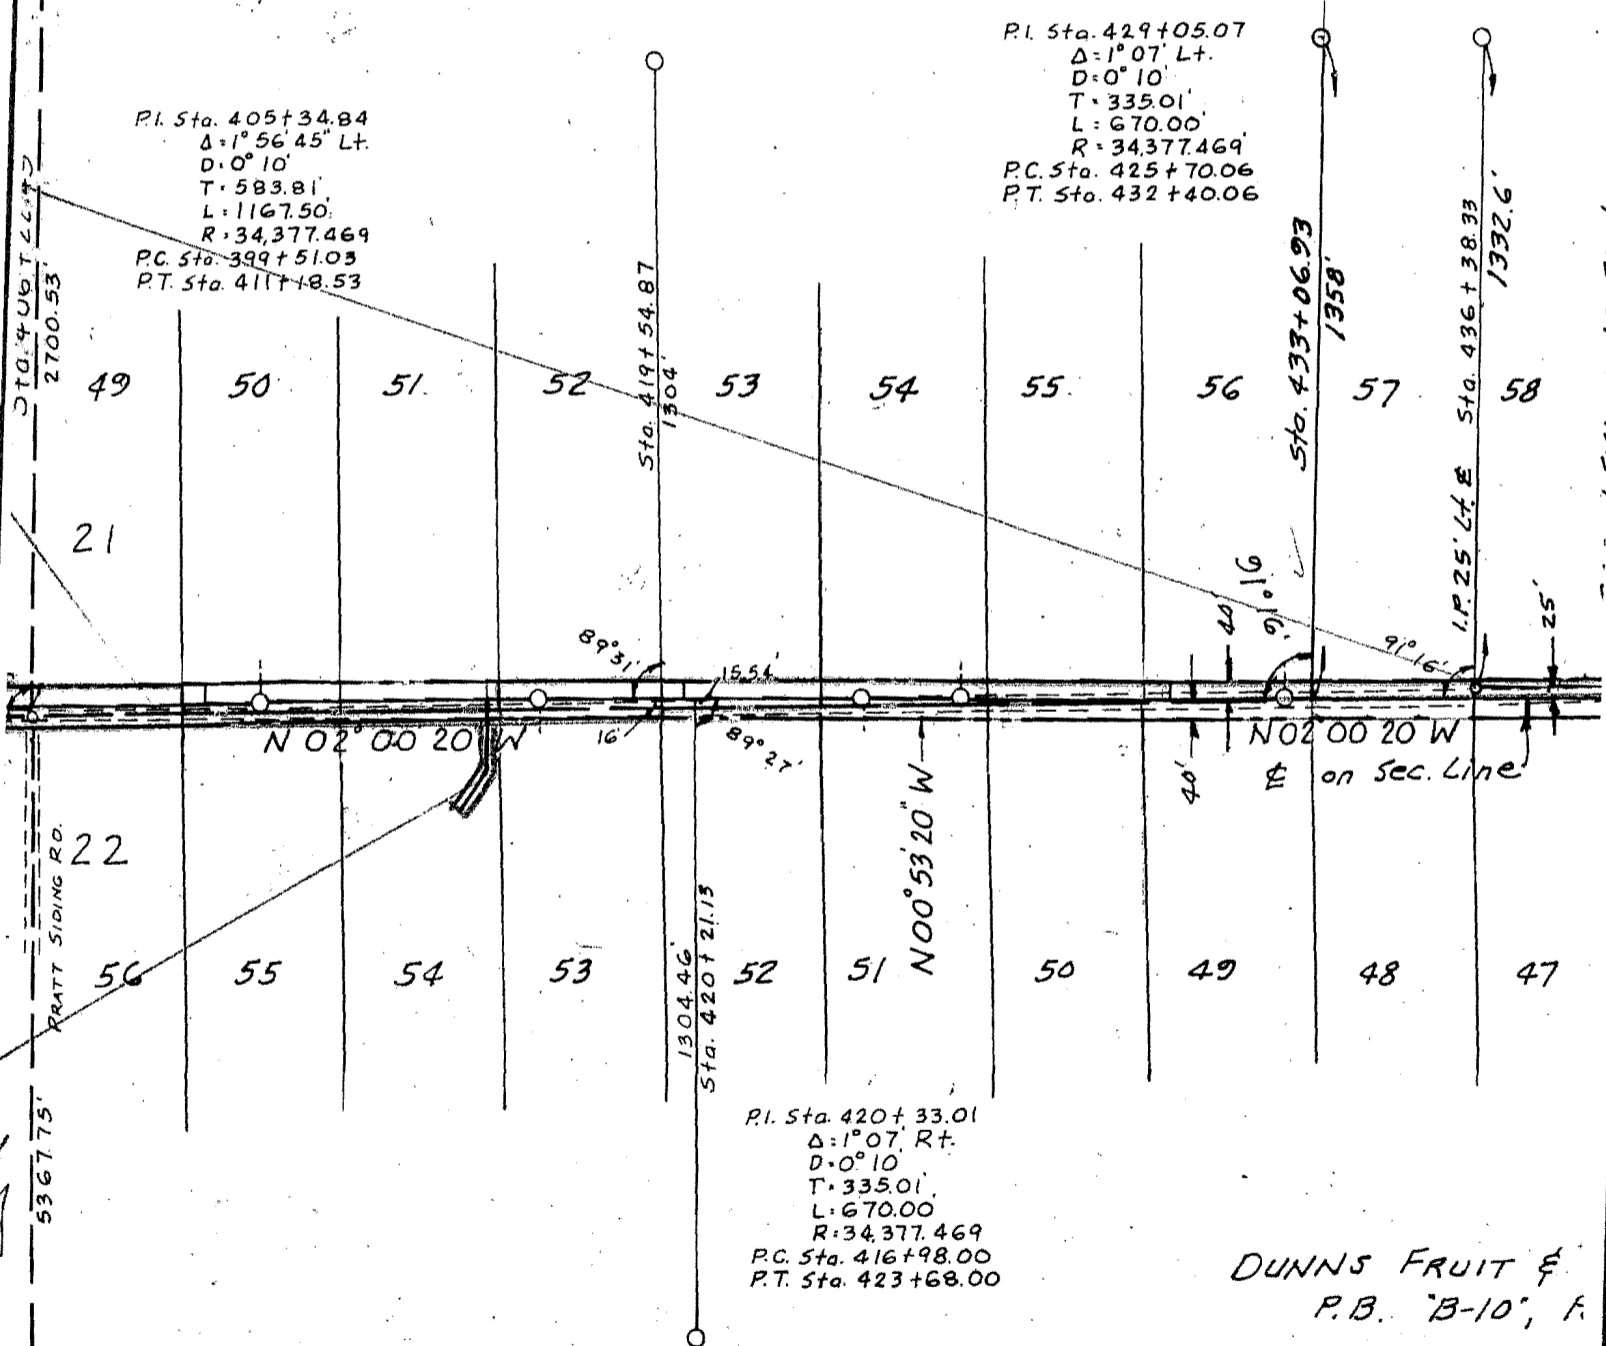 P.I. Sta. 429+05.07
Δ=1°07' Lt.
D=0°10'
T=335.01'
L=670.00'
R=34,377.469'
P.C. Sta. 425+70.06
P.T. Sta. 432+40.06
P.I. Sta. 405+34.84
Δ=1°56'45" Lt.
D=0°10'
T=583.81'
L=1167.50'
R=34,377.469
P.C. Sta. 399+51.03
P.T. Sta. 411+18.53
2700.53'
Sta. 419+54.87
1304'
Sta. 433+06.93
1358'
I.P. 25' Lt. ℄ Sta. 436+38.33
1332.6'
49 50 51 52 53 54 55 56 57 58
21
89°31'
15.54'
40'
91°16'
91°16'
25'
N 02°00'20" W
16'
89°27'
N00°53'20"W
40'
N 02 00 20 W
℄ on Sec. Line
22
PRATT SIDING RD.
56 55 54 53 52 51 50 49 48 47
1304.46'
Sta. 420+21.13
5367.75'
P.I. Sta. 420+33.01
Δ=1°07' Rt.
D=0°10'
T=335.01'
L=670.00
R=34,377.469
P.C. Sta. 416+98.00
P.T. Sta. 423+68.00
DUNNS FRUIT &
P.B. "B-10",